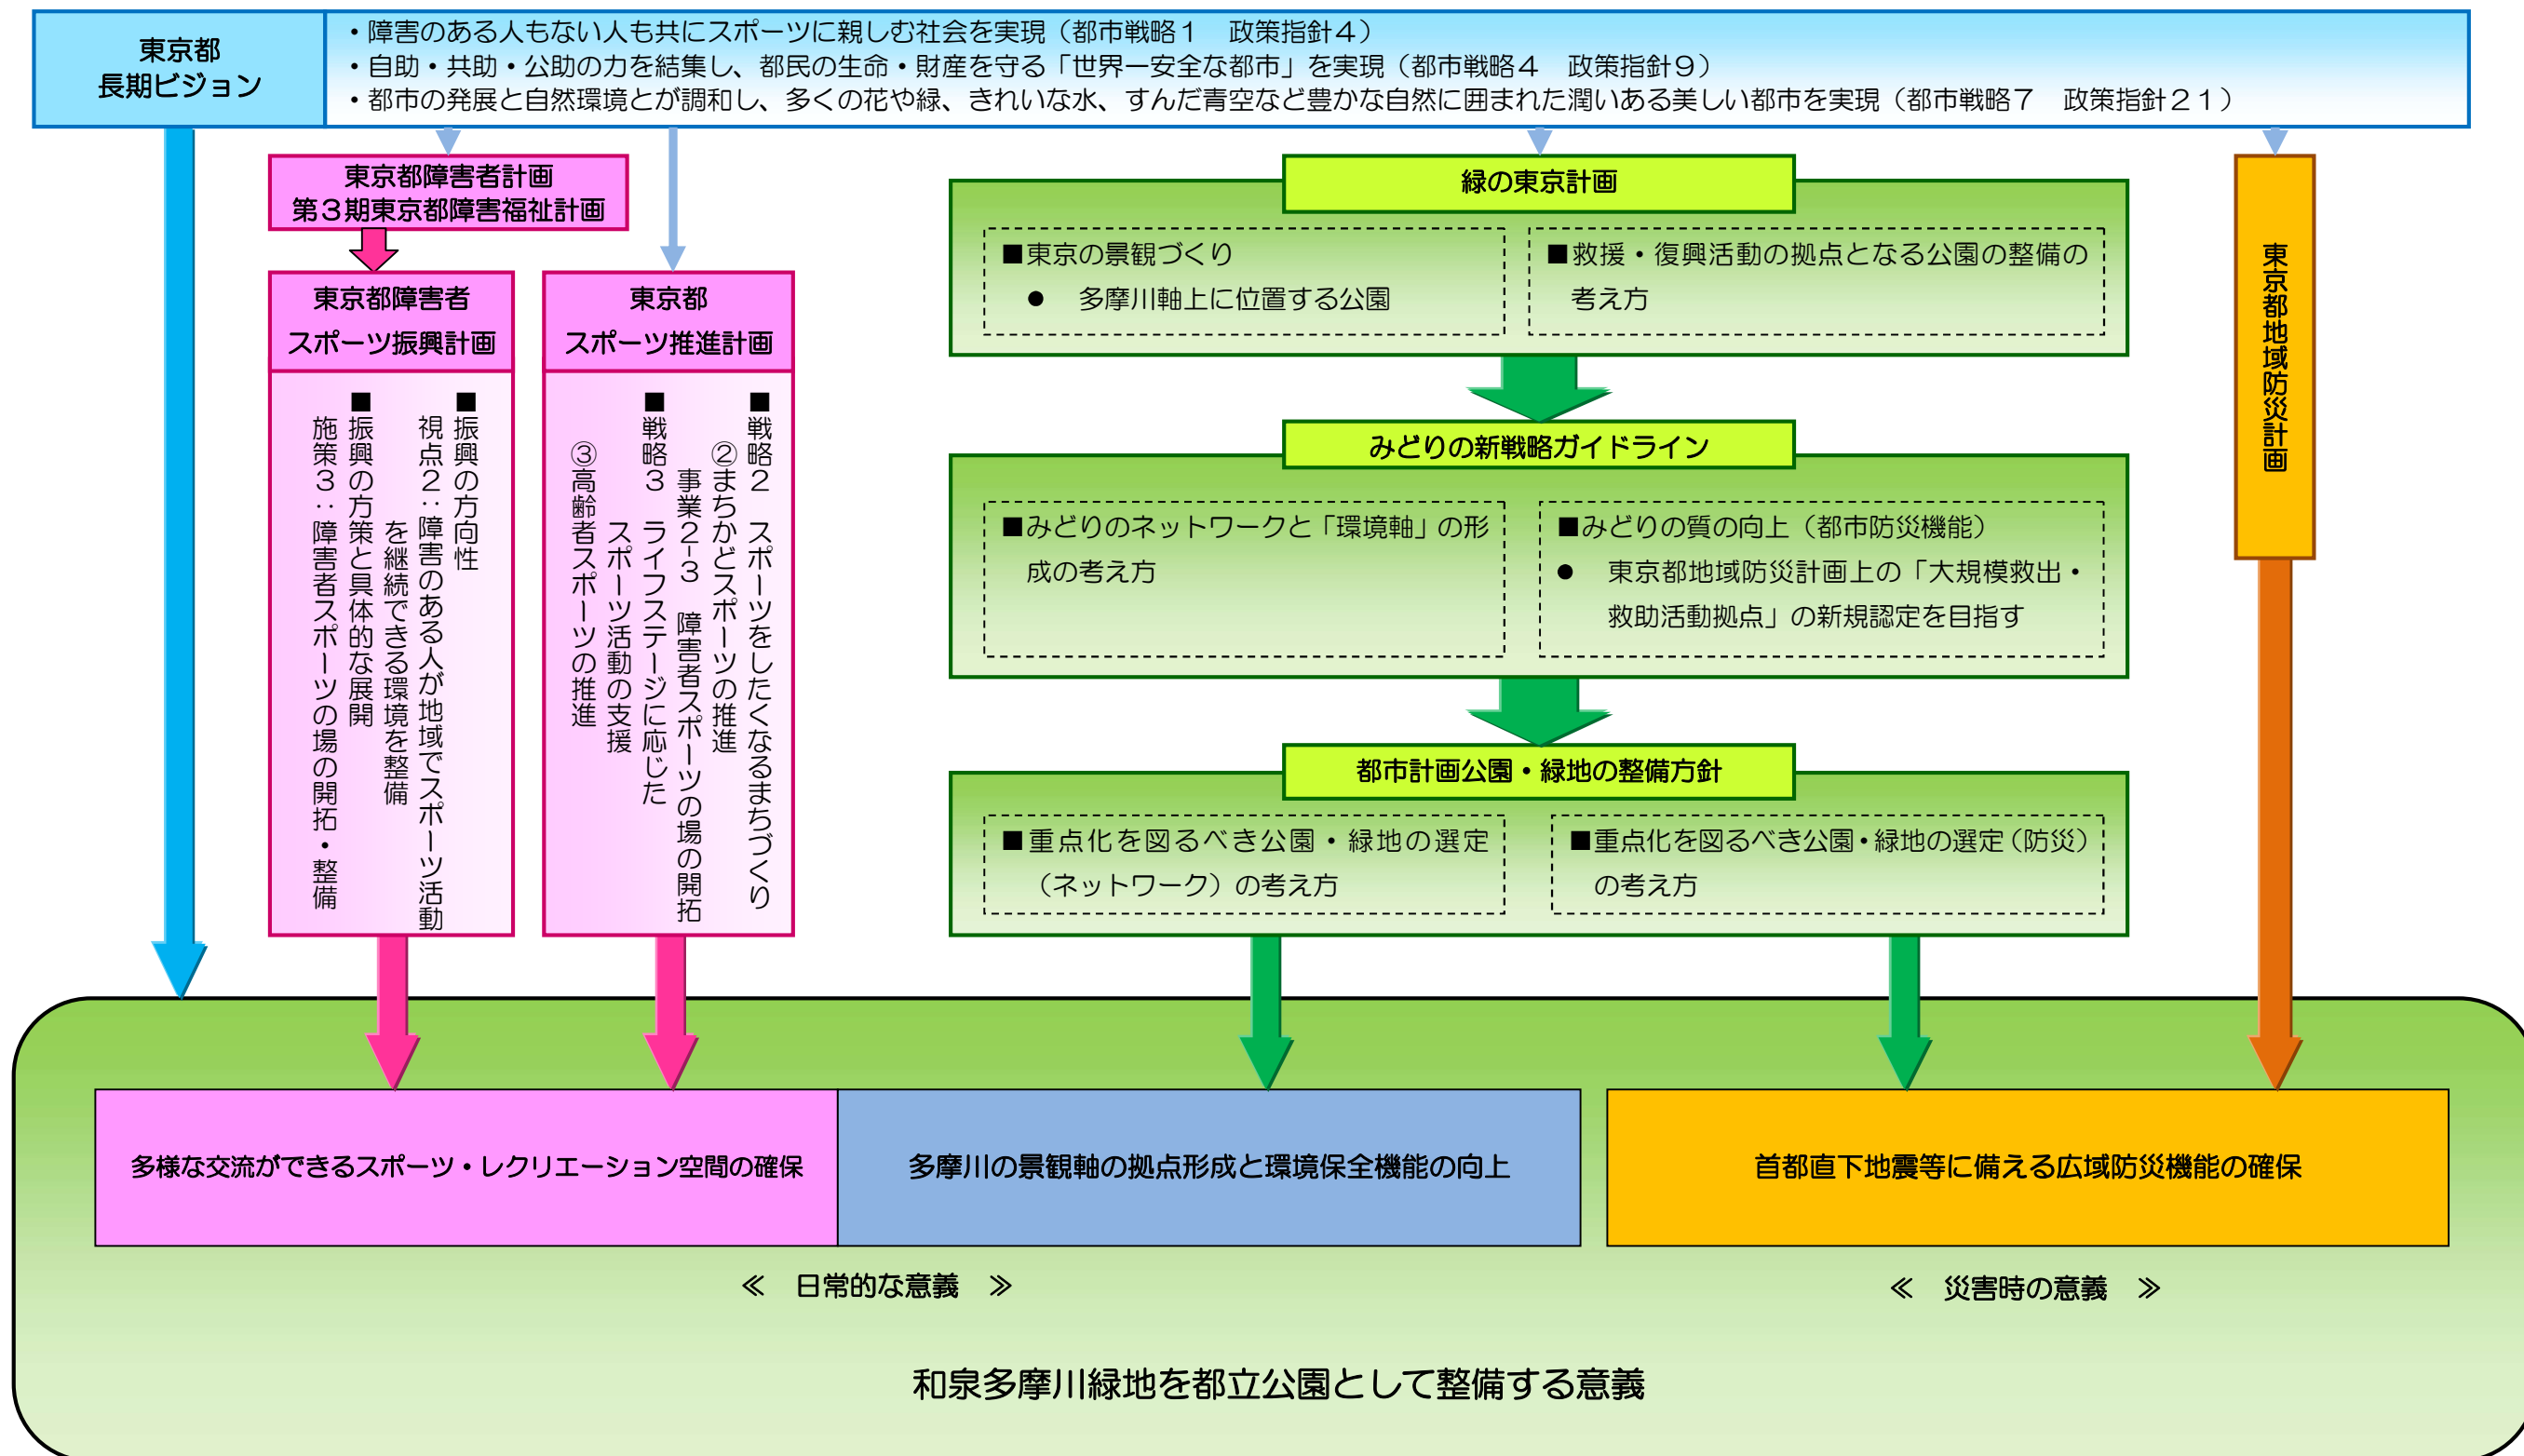 東京都
長期ビジョン
・障害のある人もない人も共にスポーツに親しむ社会を実現（都市戦略１　政策指針４）
・自助・共助・公助の力を結集し、都民の生命・財産を守る「世界一安全な都市」を実現（都市戦略４　政策指針９）
・都市の発展と自然環境とが調和し、多くの花や緑、きれいな水、すんだ青空など豊かな自然に囲まれた潤いある美しい都市を実現（都市戦略７　政策指針２１）
東京都障害者計画
第３期東京都障害福祉計画
東京都障害者
スポーツ振興計画
■振興の方向性
視点２：障害のある人が地域でスポーツ活動
を継続できる環境を整備
■振興の方策と具体的な展開
施策３：障害者スポーツの場の開拓・整備
東京都
スポーツ推進計画
■戦略２　スポーツをしたくなるまちづくり
②まちかどスポーツの推進
事業２-３　障害者スポーツの場の開拓
■戦略３　ライフステージに応じた
スポーツ活動の支援
③高齢者スポーツの推進
緑の東京計画
■東京の景観づくり
●　多摩川軸上に位置する公園
■救援・復興活動の拠点となる公園の整備の
考え方
みどりの新戦略ガイドライン
■みどりのネットワークと「環境軸」の形
成の考え方
■みどりの質の向上（都市防災機能）
●　東京都地域防災計画上の「大規模救出・
救助活動拠点」の新規認定を目指す
都市計画公園・緑地の整備方針
■重点化を図るべき公園・緑地の選定
（ネットワーク）の考え方
■重点化を図るべき公園・緑地の選定（防災）
の考え方
東京都地域防災計画
多様な交流ができるスポーツ・レクリエーション空間の確保
多摩川の景観軸の拠点形成と環境保全機能の向上
首都直下地震等に備える広域防災機能の確保
≪　日常的な意義　≫
≪　災害時の意義　≫
和泉多摩川緑地を都立公園として整備する意義